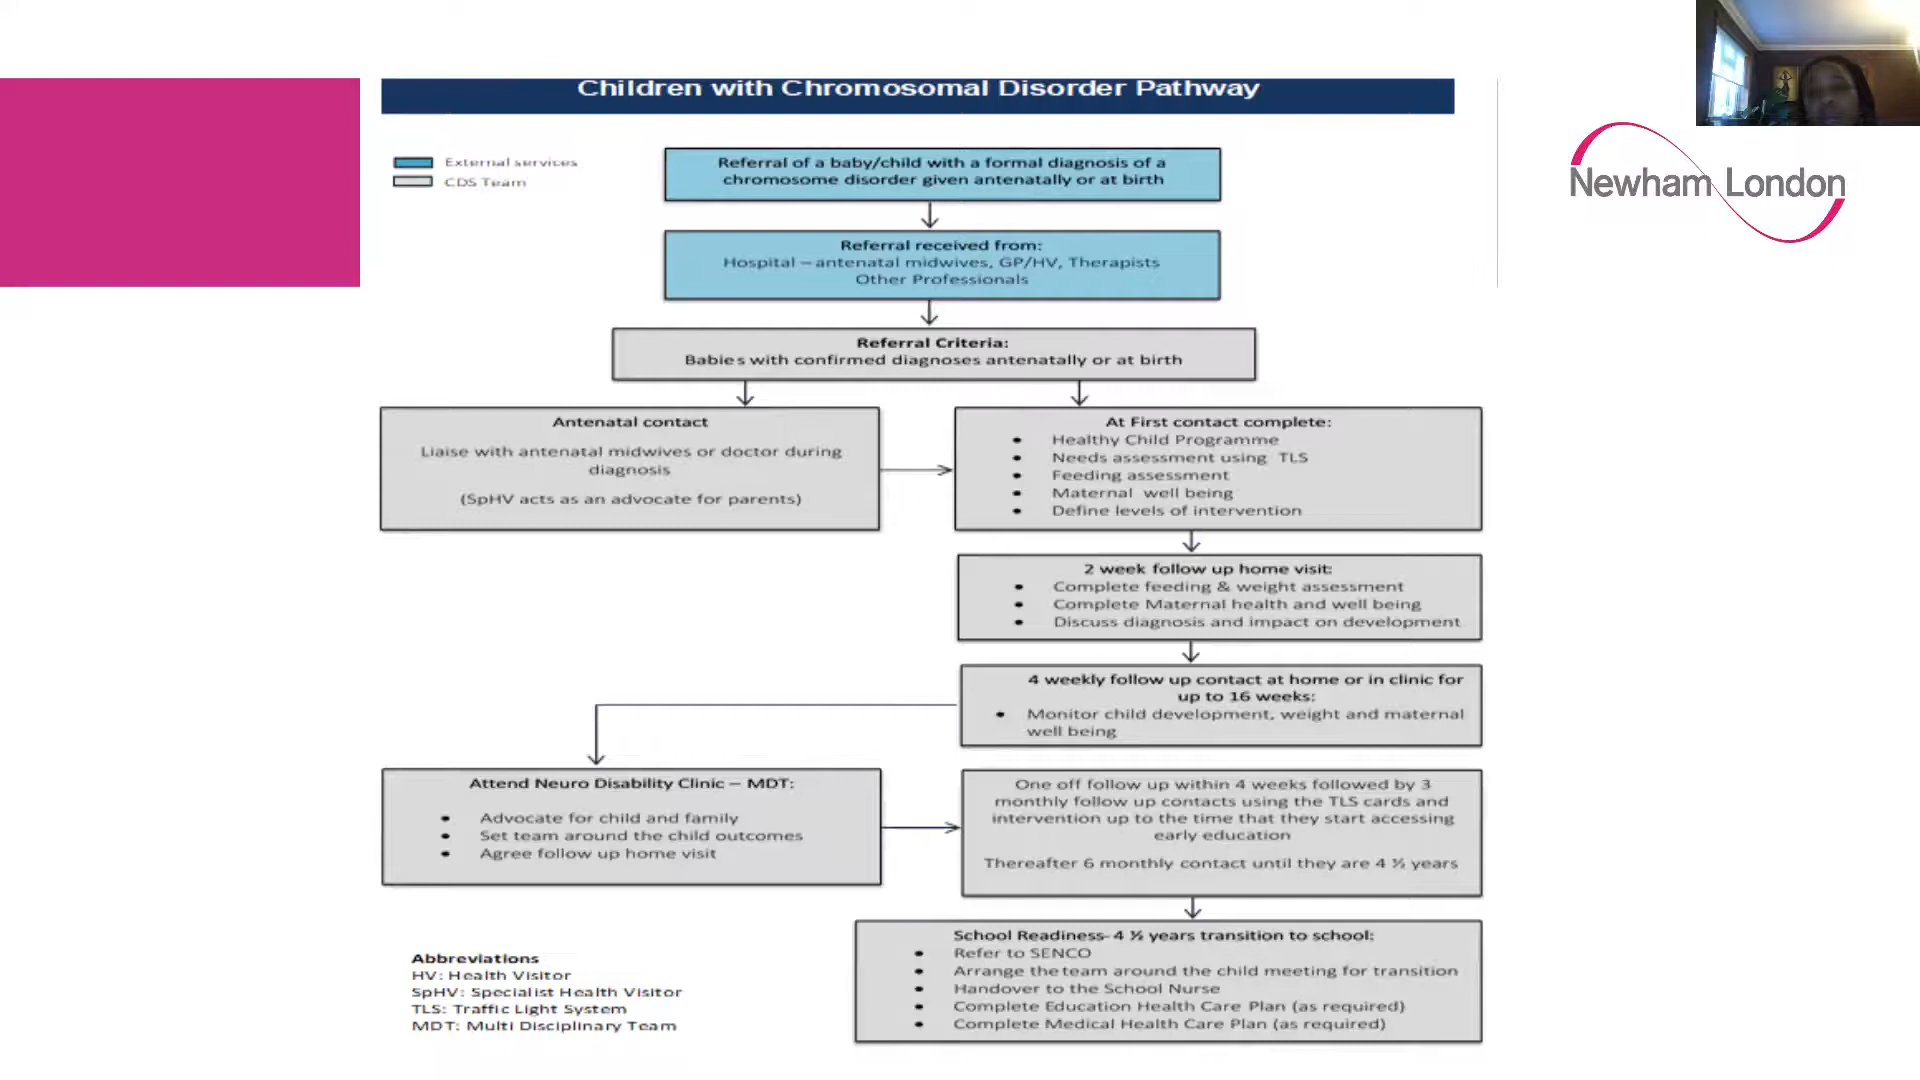 Children with Chromosomal Disorder Pathway
Newham London
External services
CDS Team
Referral of a baby/child with a formal diagnosis of a
chromosome disorder given antenatally or at birth
Referral received from:
Hospital – antenatal midwives, GP/HV, Therapists
Other Professionals
Referral Criteria:
Babies with confirmed diagnoses antenatally or at birth
Antenatal contact
Liaise with antenatal midwives or doctor during
diagnosis
(SpHV acts as an advocate for parents)
At First contact complete:
• Healthy Child Programme
• Needs assessment using TLS
• Feeding assessment
• Maternal well being
• Define levels of intervention
2 week follow up home visit:
• Complete feeding & weight assessment
• Complete Maternal health and well being
• Discuss diagnosis and impact on development
4 weekly follow up contact at home or in clinic for
up to 16 weeks:
• Monitor child development, weight and maternal
well being
Attend Neuro Disability Clinic – MDT:
• Advocate for child and family
• Set team around the child outcomes
• Agree follow up home visit
One off follow up within 4 weeks followed by 3
monthly follow up contacts using the TLS cards and
intervention up to the time that they start accessing
early education
Thereafter 6 monthly contact until they are 4 ½ years
School Readiness- 4 ½ years transition to school:
• Refer to SENCO
• Arrange the team around the child meeting for transition
• Handover to the School Nurse
• Complete Education Health Care Plan (as required)
• Complete Medical Health Care Plan (as required)
Abbreviations
HV: Health Visitor
SpHV: Specialist Health Visitor
TLS: Traffic Light System
MDT: Multi Disciplinary Team